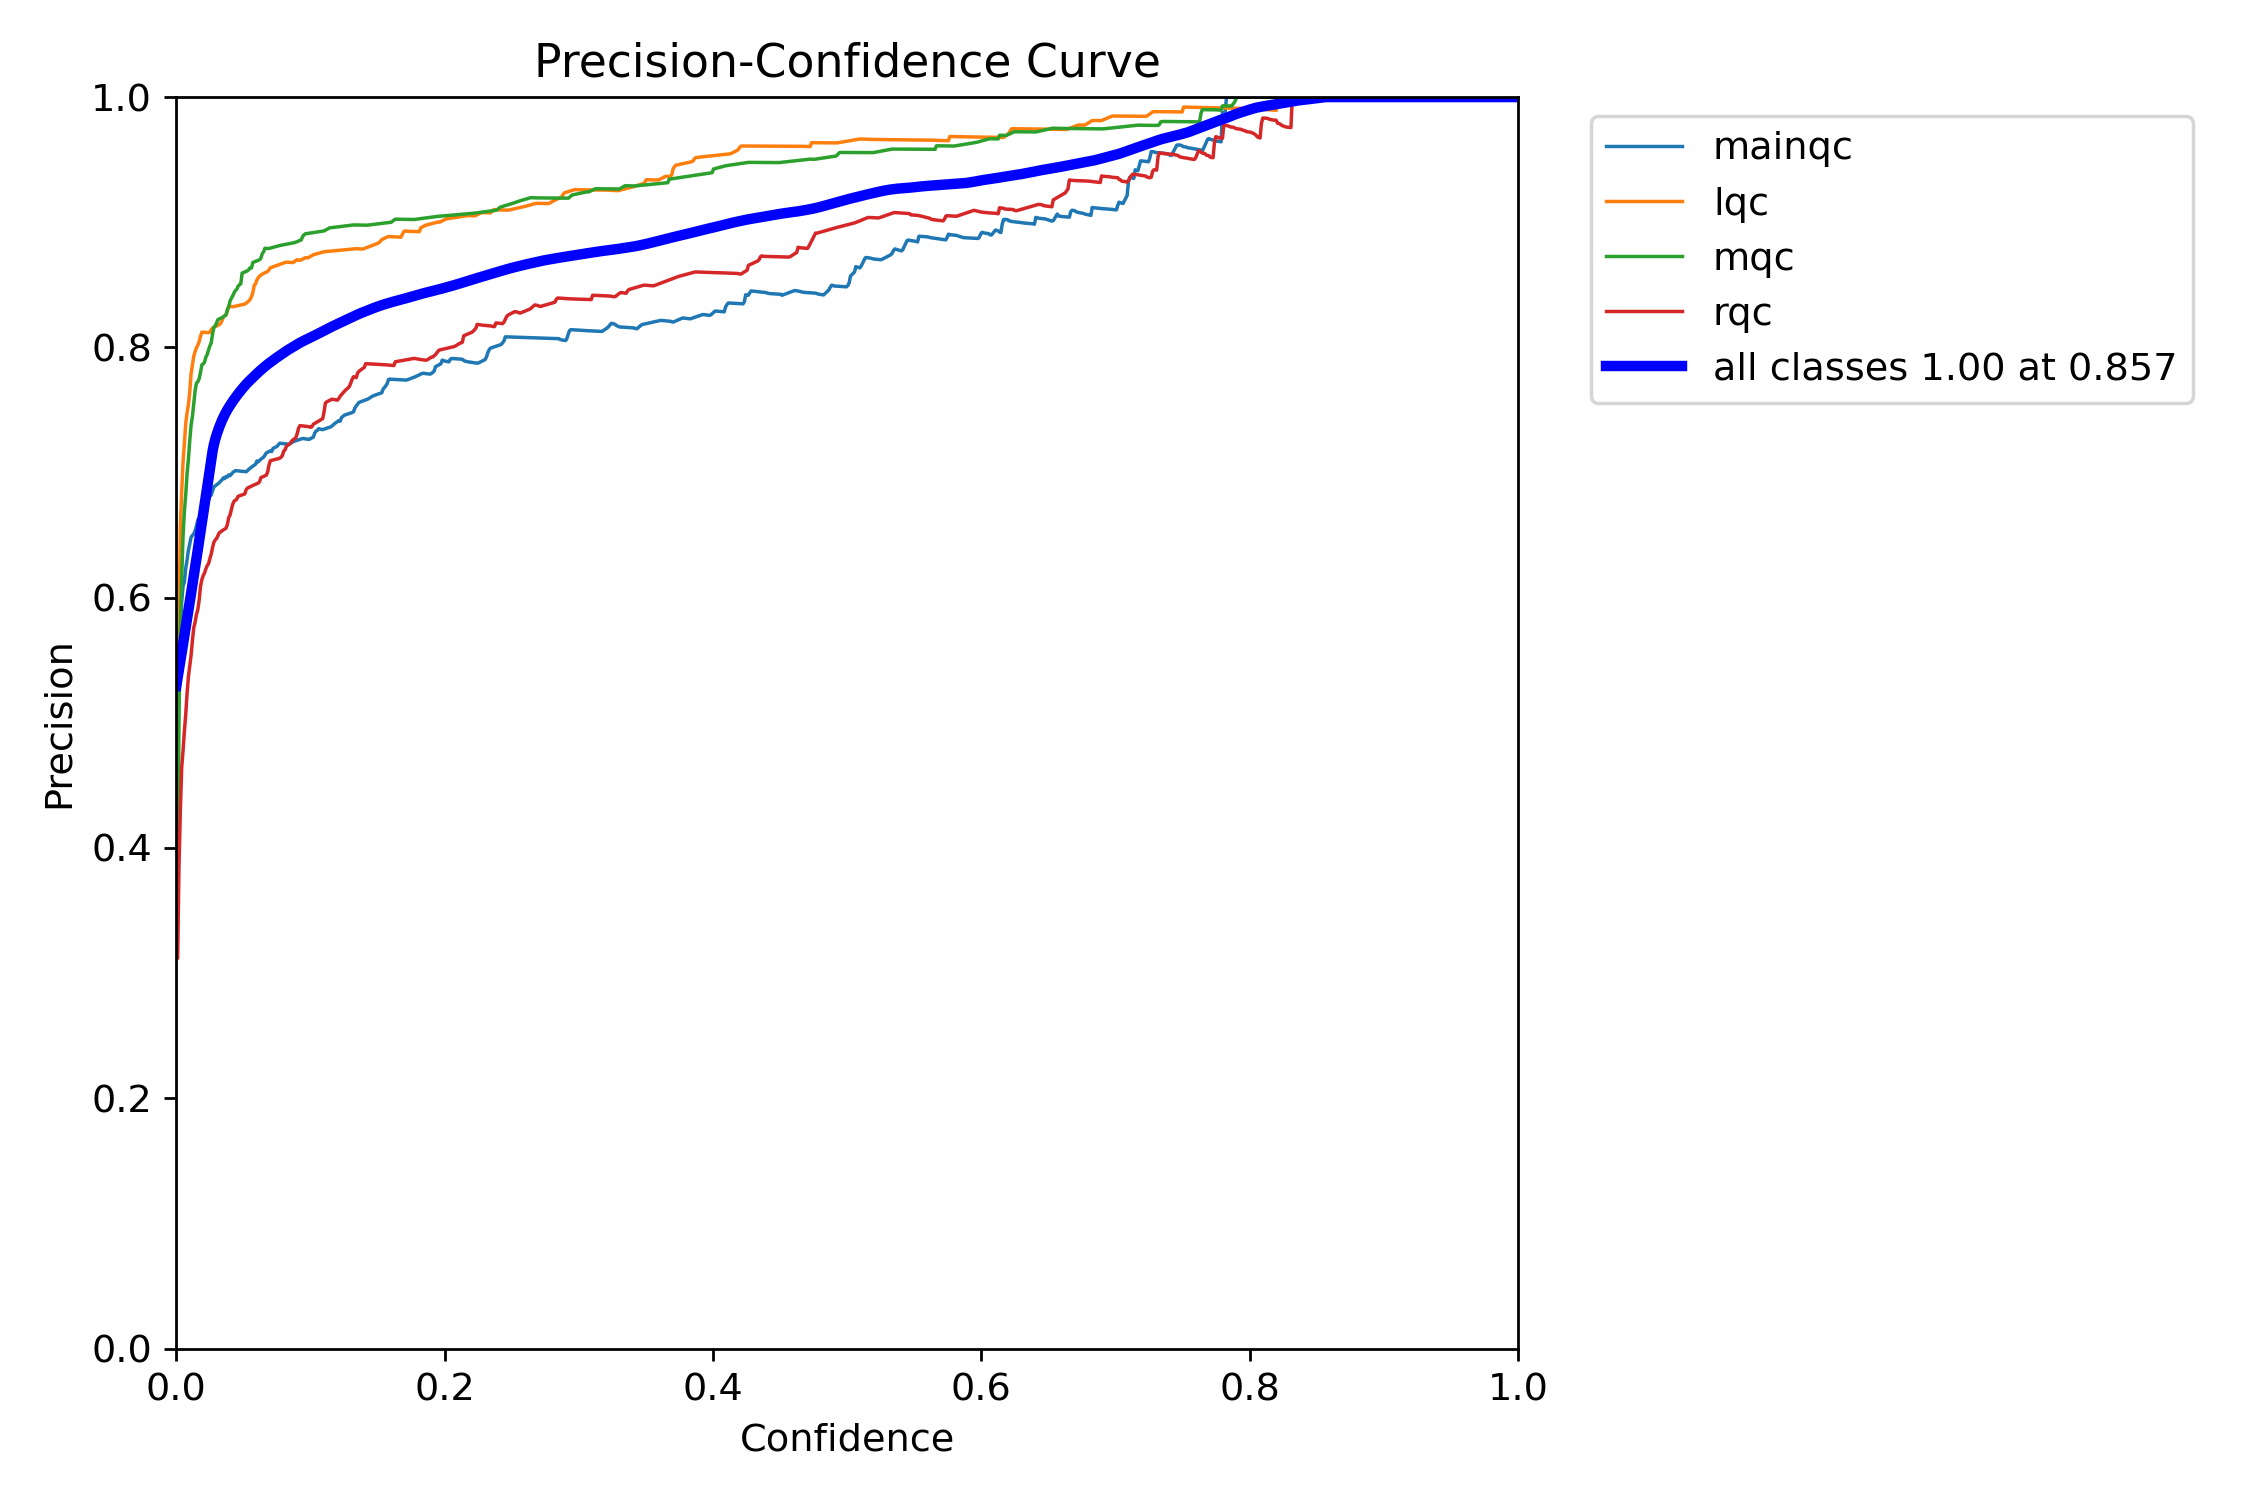 Precision-Confidence Curve
1.0
0.8
0.6
0.4
0.2
0.0
Precision
0.0 0.2 0.4 0.6 0.8 1.0
Confidence
mainqc
lqc
mqc
rqc
all classes 1.00 at 0.857